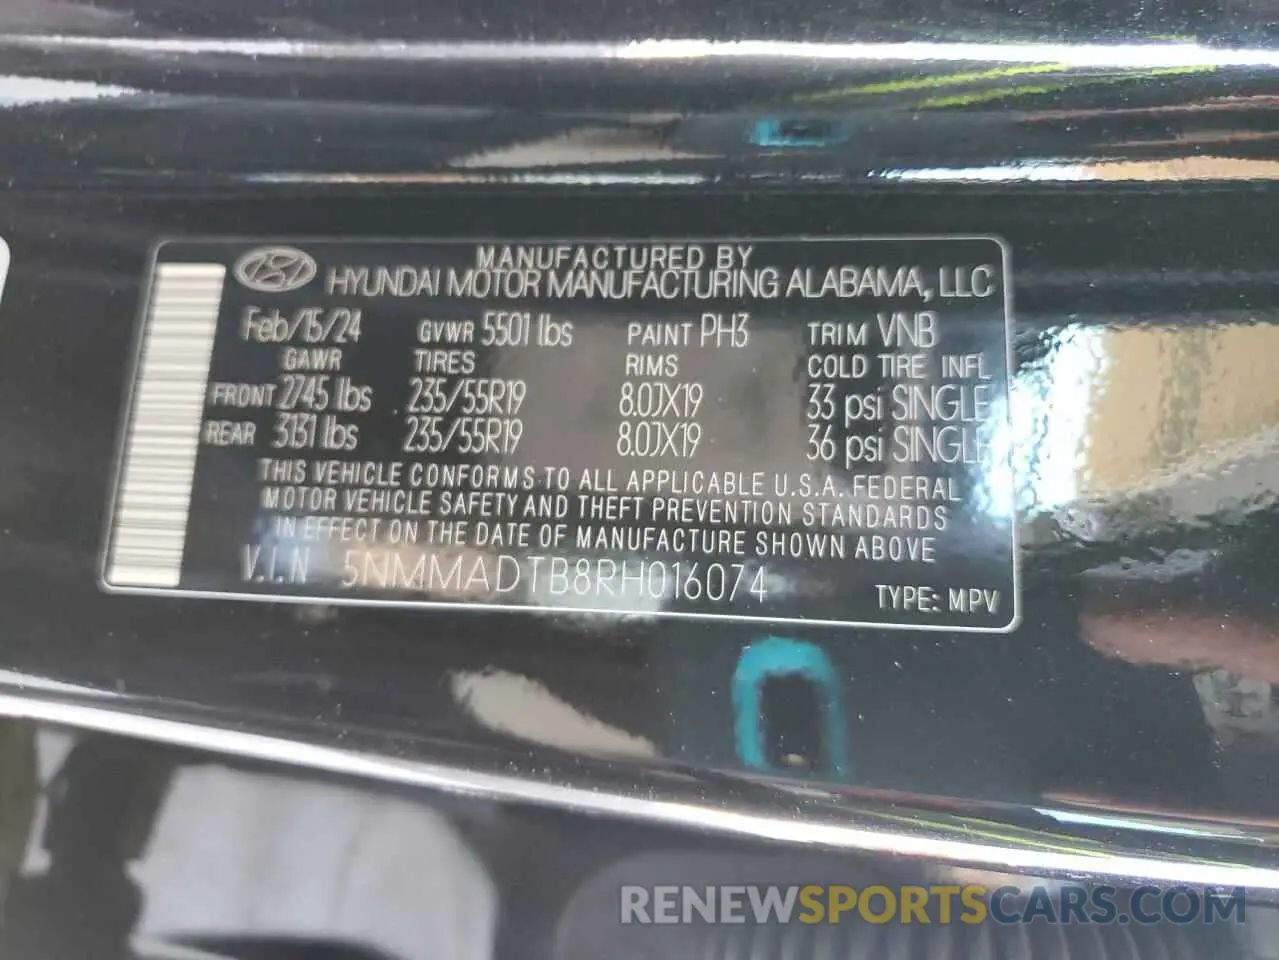 MANUFACTURED BY
HYUNDAI MOTOR MANUFACTURING ALABAMA, LLC
Feb/15/24 GVWR 5501 lbs PAINT PH3 TRIM VNB
GAWR TIRES RIMS COLD TIRE INFL
FRONT 2745 lbs 235/55R19 8.0JX19 33 psi SINGLE
REAR 3131 lbs 235/55R19 8.0JX19 36 psi SINGLE
THIS VEHICLE CONFORMS TO ALL APPLICABLE U.S.A. FEDERAL
MOTOR VEHICLE SAFETY AND THEFT PREVENTION STANDARDS
IN EFFECT ON THE DATE OF MANUFACTURE SHOWN ABOVE
V.I.N 5NMMADTB8RH016074
TYPE: MPV
RENEWSPORTSCARS.COM